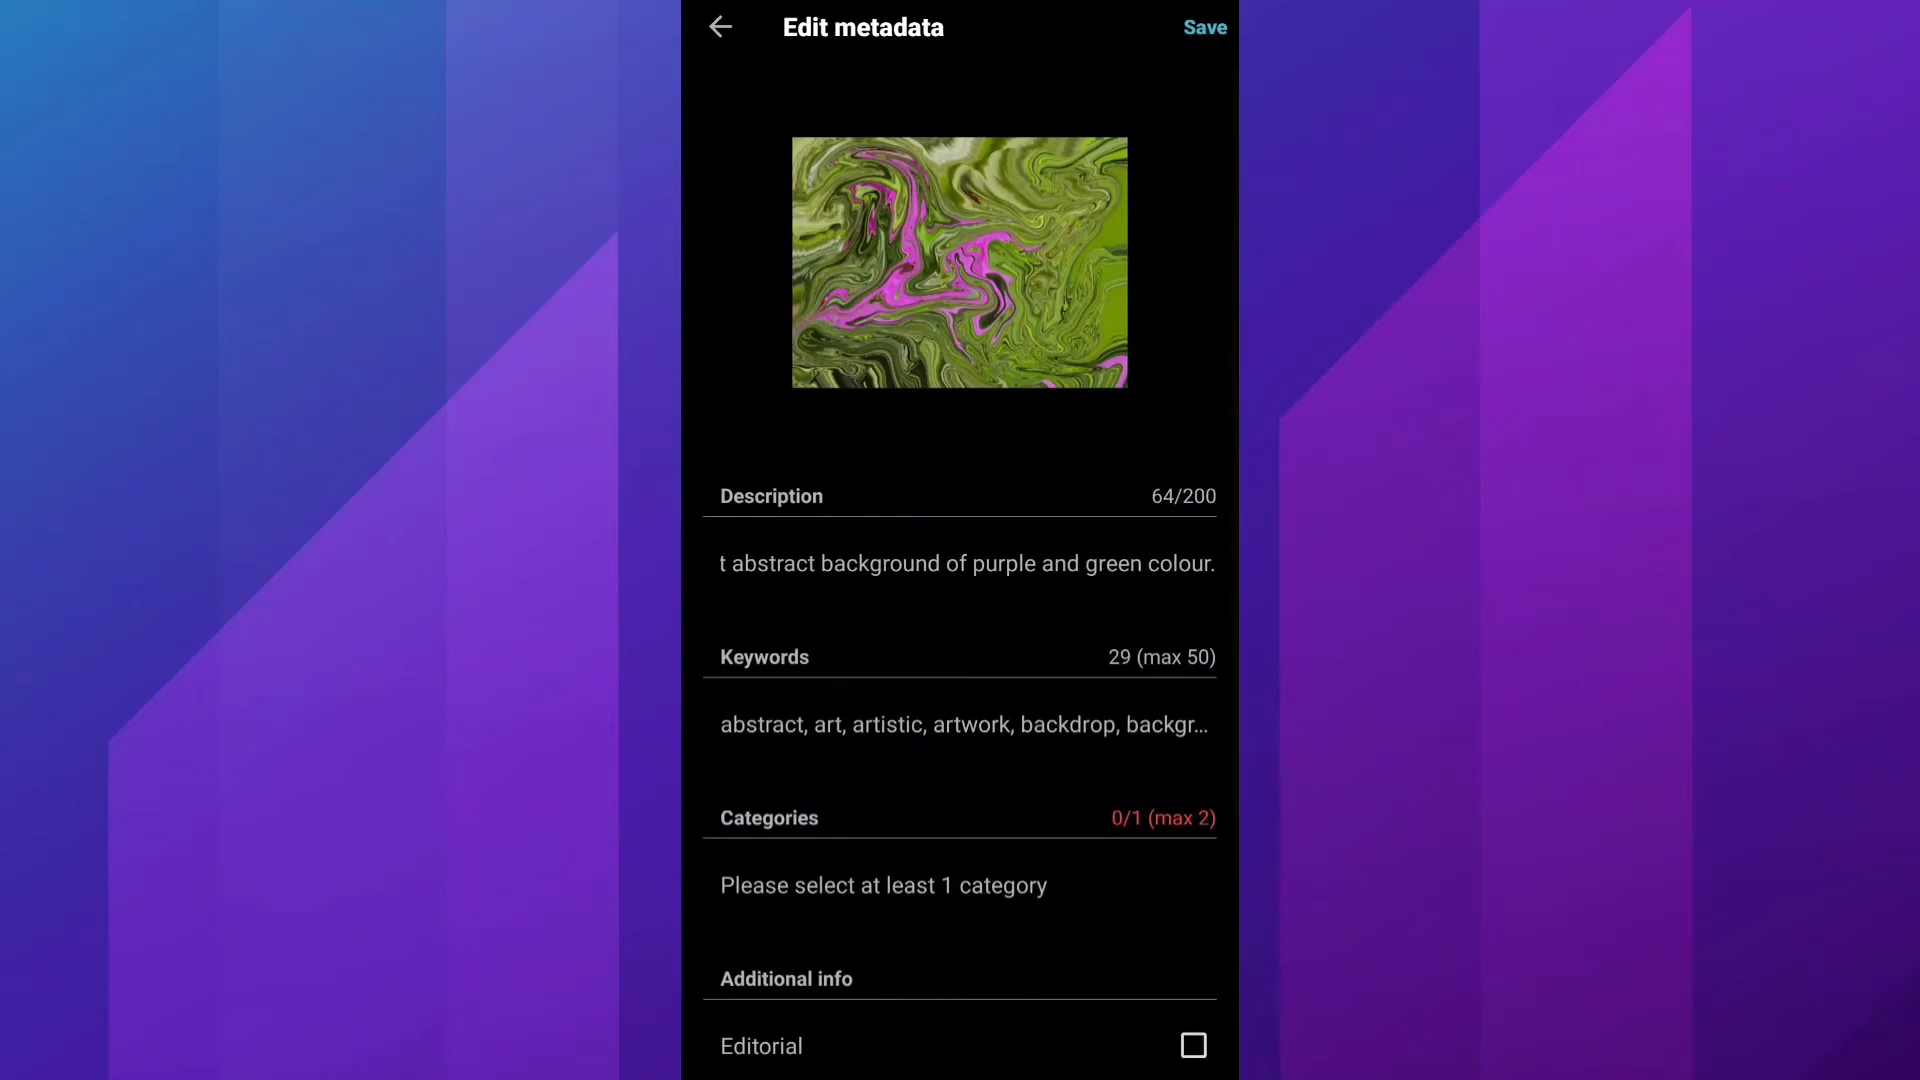 Edit metadata
Save
Description
64/200
t abstract background of purple and green colour.
Keywords
29 (max 50)
abstract, art, artistic, artwork, backdrop, backgr...
Categories
0/1 (max 2)
Please select at least 1 category
Additional info
Editorial